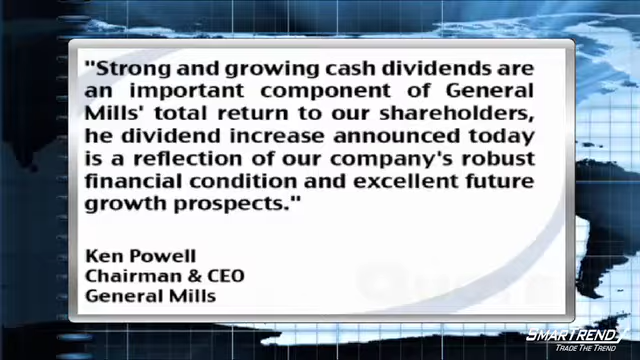 "Strong and growing cash dividends are
an important component of General
Mills' total return to our shareholders,
he dividend increase announced today
is a reflection of our company's robust
financial condition and excellent future
growth prospects."
Ken Powell
Chairman & CEO
General Mills
SMARTREND
TRADE THE TREND